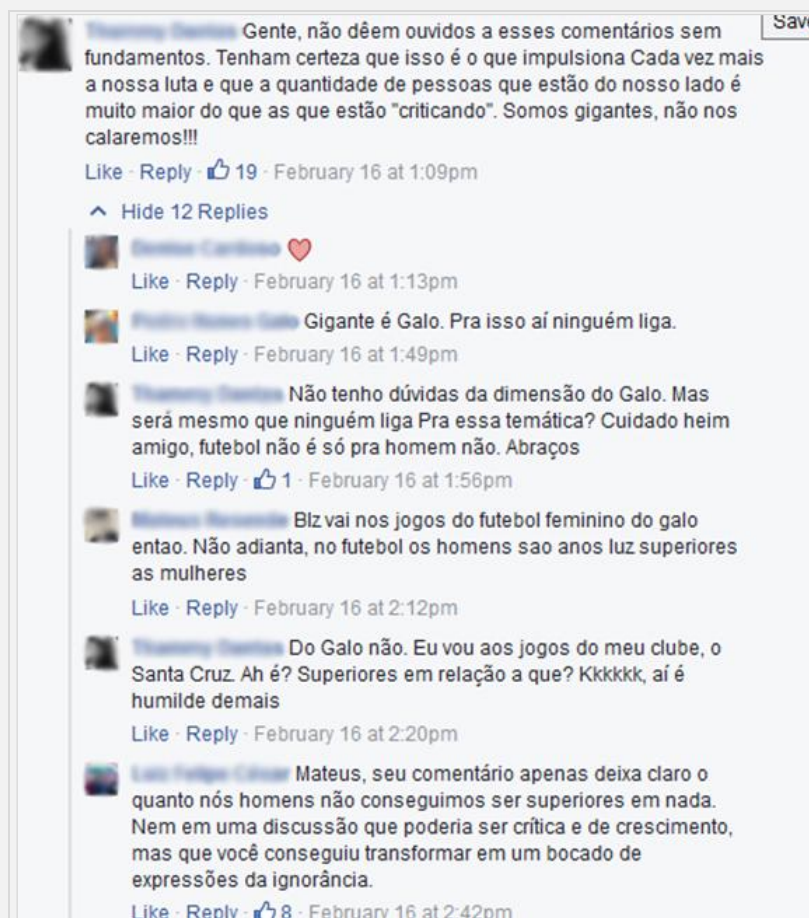 Save
Gente, não dêem ouvidos a esses comentários sem
fundamentos. Tenham certeza que isso é o que impulsiona Cada vez mais
a nossa luta e que a quantidade de pessoas que estão do nosso lado é
muito maior do que as que estão "criticando". Somos gigantes, não nos
calaremos!!!
Like · Reply · 19 · February 16 at 1:09pm
Hide 12 Replies
Like · Reply · February 16 at 1:13pm
Gigante é Galo. Pra isso aí ninguém liga.
Like · Reply · February 16 at 1:49pm
Não tenho dúvidas da dimensão do Galo. Mas
será mesmo que ninguém liga Pra essa temática? Cuidado heim
amigo, futebol não é só pra homem não. Abraços
Like · Reply · 1 · February 16 at 1:56pm
Blz vai nos jogos do futebol feminino do galo
entao. Não adianta, no futebol os homens sao anos luz superiores
as mulheres
Like · Reply · February 16 at 2:12pm
Do Galo não. Eu vou aos jogos do meu clube, o
Santa Cruz. Ah é? Superiores em relação a que? Kkkkkk, aí é
humilde demais
Like · Reply · February 16 at 2:20pm
Mateus, seu comentário apenas deixa claro o
quanto nós homens não conseguimos ser superiores em nada.
Nem em uma discussão que poderia ser crítica e de crescimento,
mas que você conseguiu transformar em um bocado de
expressões da ignorância.
Like · Reply · 8 · February 16 at 2:42pm